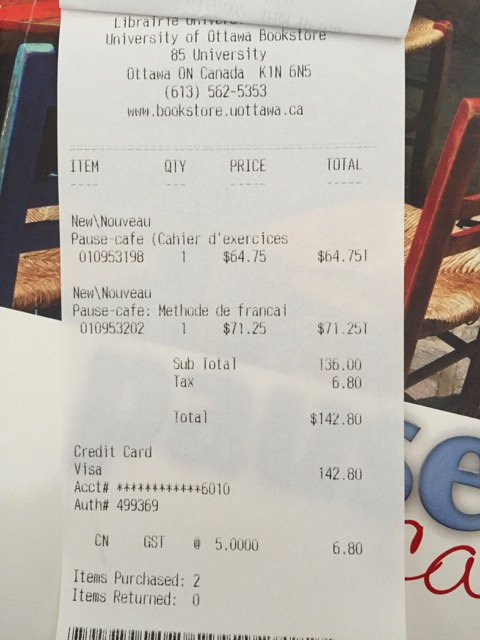 Librairie
University of Ottawa Bookstore
85 University
Ottawa ON Canada K1N 6N5
(613) 562-5353
www.bookstore.uottawa.ca
ITEM QTY PRICE TOTAL
New\Nouveau
Pause-cafe (Cahier d'exercices
010953198 1 $64.75 $64.75T
New\Nouveau
Pause-cafe: Methode de francai
010953202 1 $71.25 $71.25T
Sub Total 136.00
Tax 6.80
Total $142.80
Credit Card
Visa 142.80
Acct# ************6010
Auth# 499369
CN GST @ 5.0000 6.80
Items Purchased: 2
Items Returned: 0
se
ca